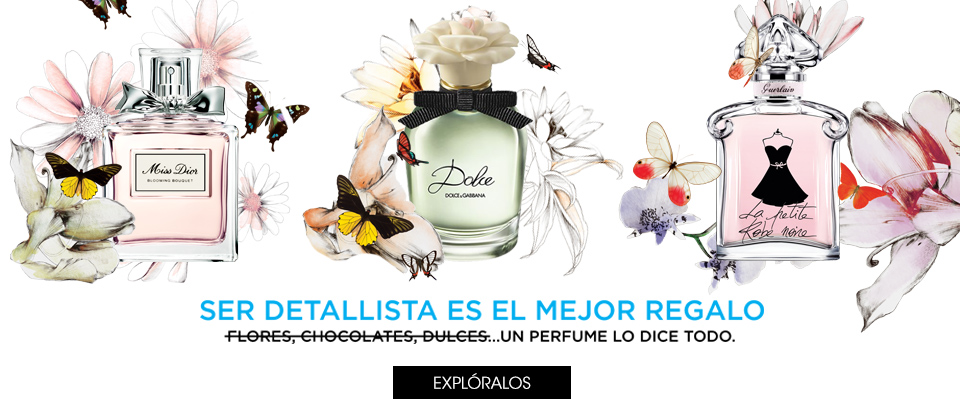 Miss Dior
BLOOMING BOUQUET
Dolce
DOLCE & GABBANA
Guerlain
La petite
Robe noire
SER DETALLISTA ES EL MEJOR REGALO
FLORES, CHOCOLATES, DULCES...UN PERFUME LO DICE TODO.
EXPLÓRALOS